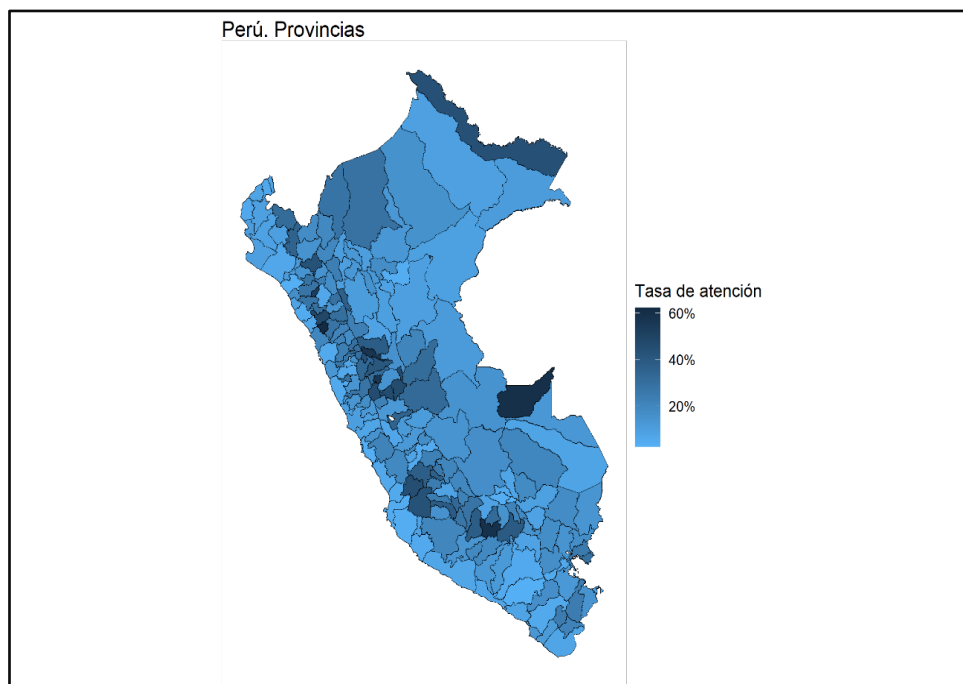 Perú. Provincias
Tasa de atención
60%
40%
20%